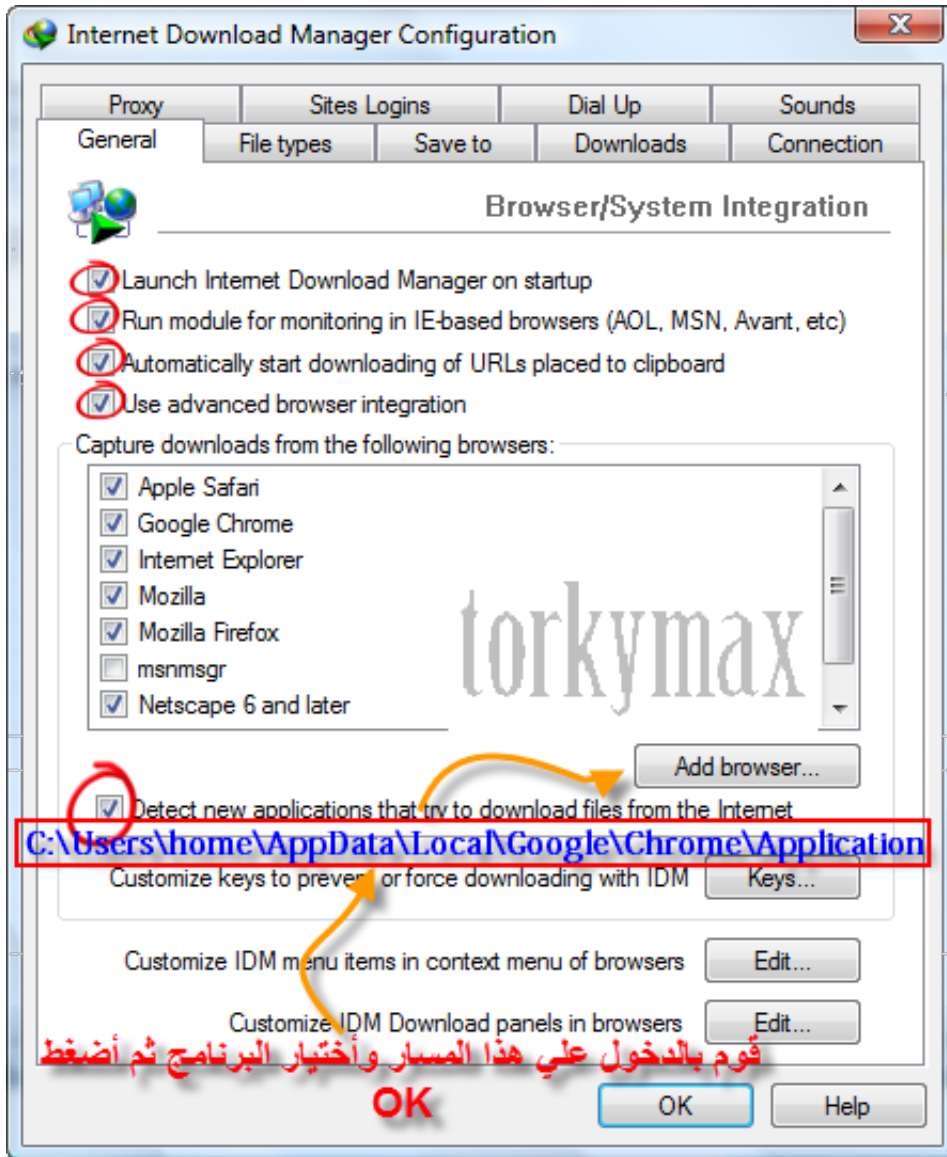 Internet Download Manager Configuration
Proxy Sites Logins Dial Up Sounds
General File types Save to Downloads Connection
Browser/System Integration
Launch Internet Download Manager on startup
Run module for monitoring in IE-based browsers (AOL, MSN, Avant, etc)
Automatically start downloading of URLs placed to clipboard
Use advanced browser integration
Capture downloads from the following browsers:
Apple Safari
Google Chrome
Internet Explorer
Mozilla
Mozilla Firefox
msnmsgr
Netscape 6 and later
torkymax
Add browser...
Detect new applications that try to download files from the Internet
C:\Users\home\AppData\Local\Google\Chrome\Application
Customize keys to prevent or force downloading with IDM Keys...
Customize IDM menu items in context menu of browsers Edit...
Customize IDM Download panels in browsers Edit...
قوم بالدخول علي هذا المسار وأختيار البرنامج ثم أضغط
OK
OK Help